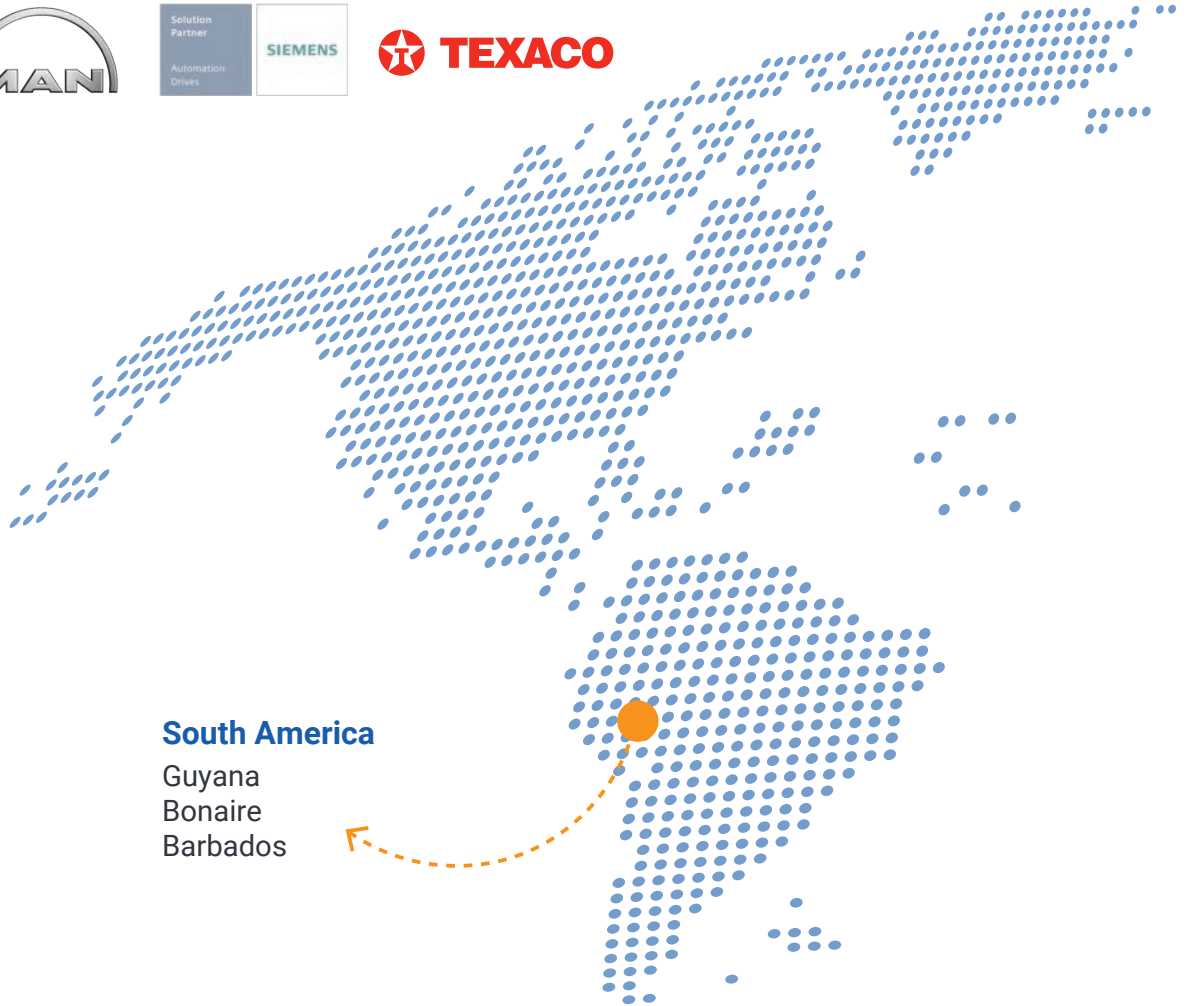 MAN
Solution
Partner
Automation
Drives
SIEMENS
TEXACO
South America
Guyana
Bonaire
Barbados